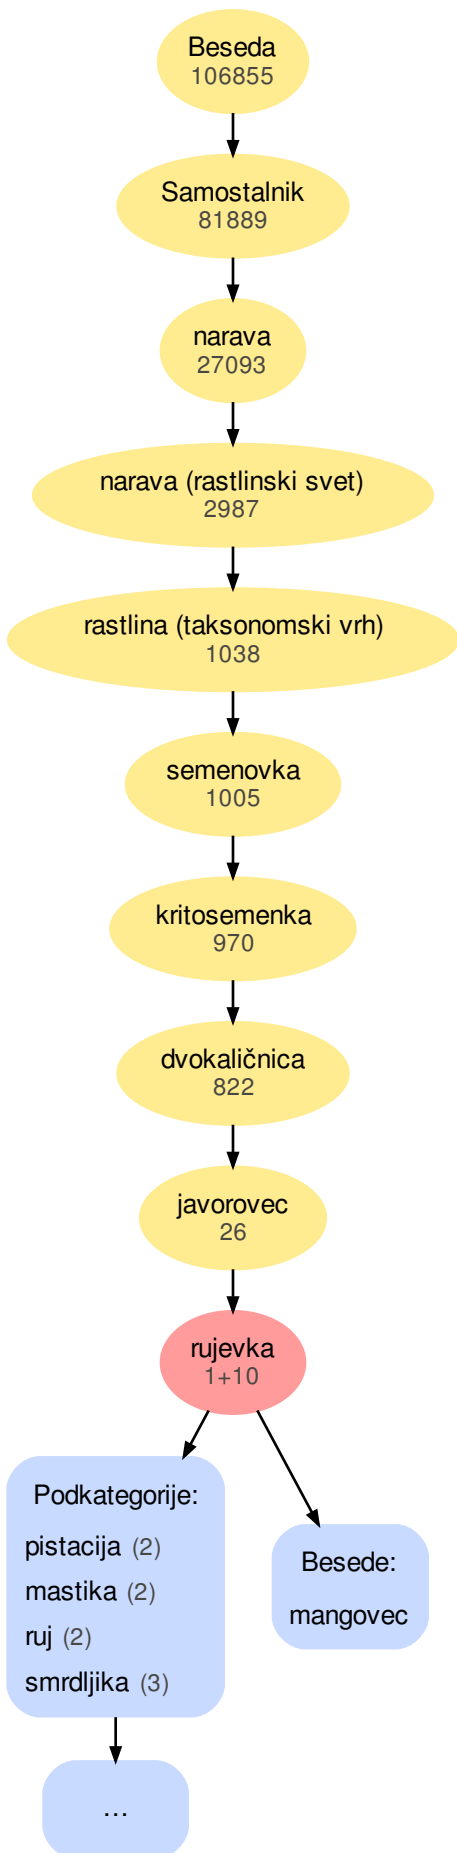 Beseda
106855
Samostalnik
81889
narava
27093
narava (rastlinski svet)
2987
rastlina (taksonomski vrh)
1038
semenovka
1005
kritosemenka
970
dvokaličnica
822
javorovec
26
rujevka
1+10
Podkategorije:
pistacija (2)
mastika (2)
ruj (2)
smrdljika (3)
Besede:
mangovec
...